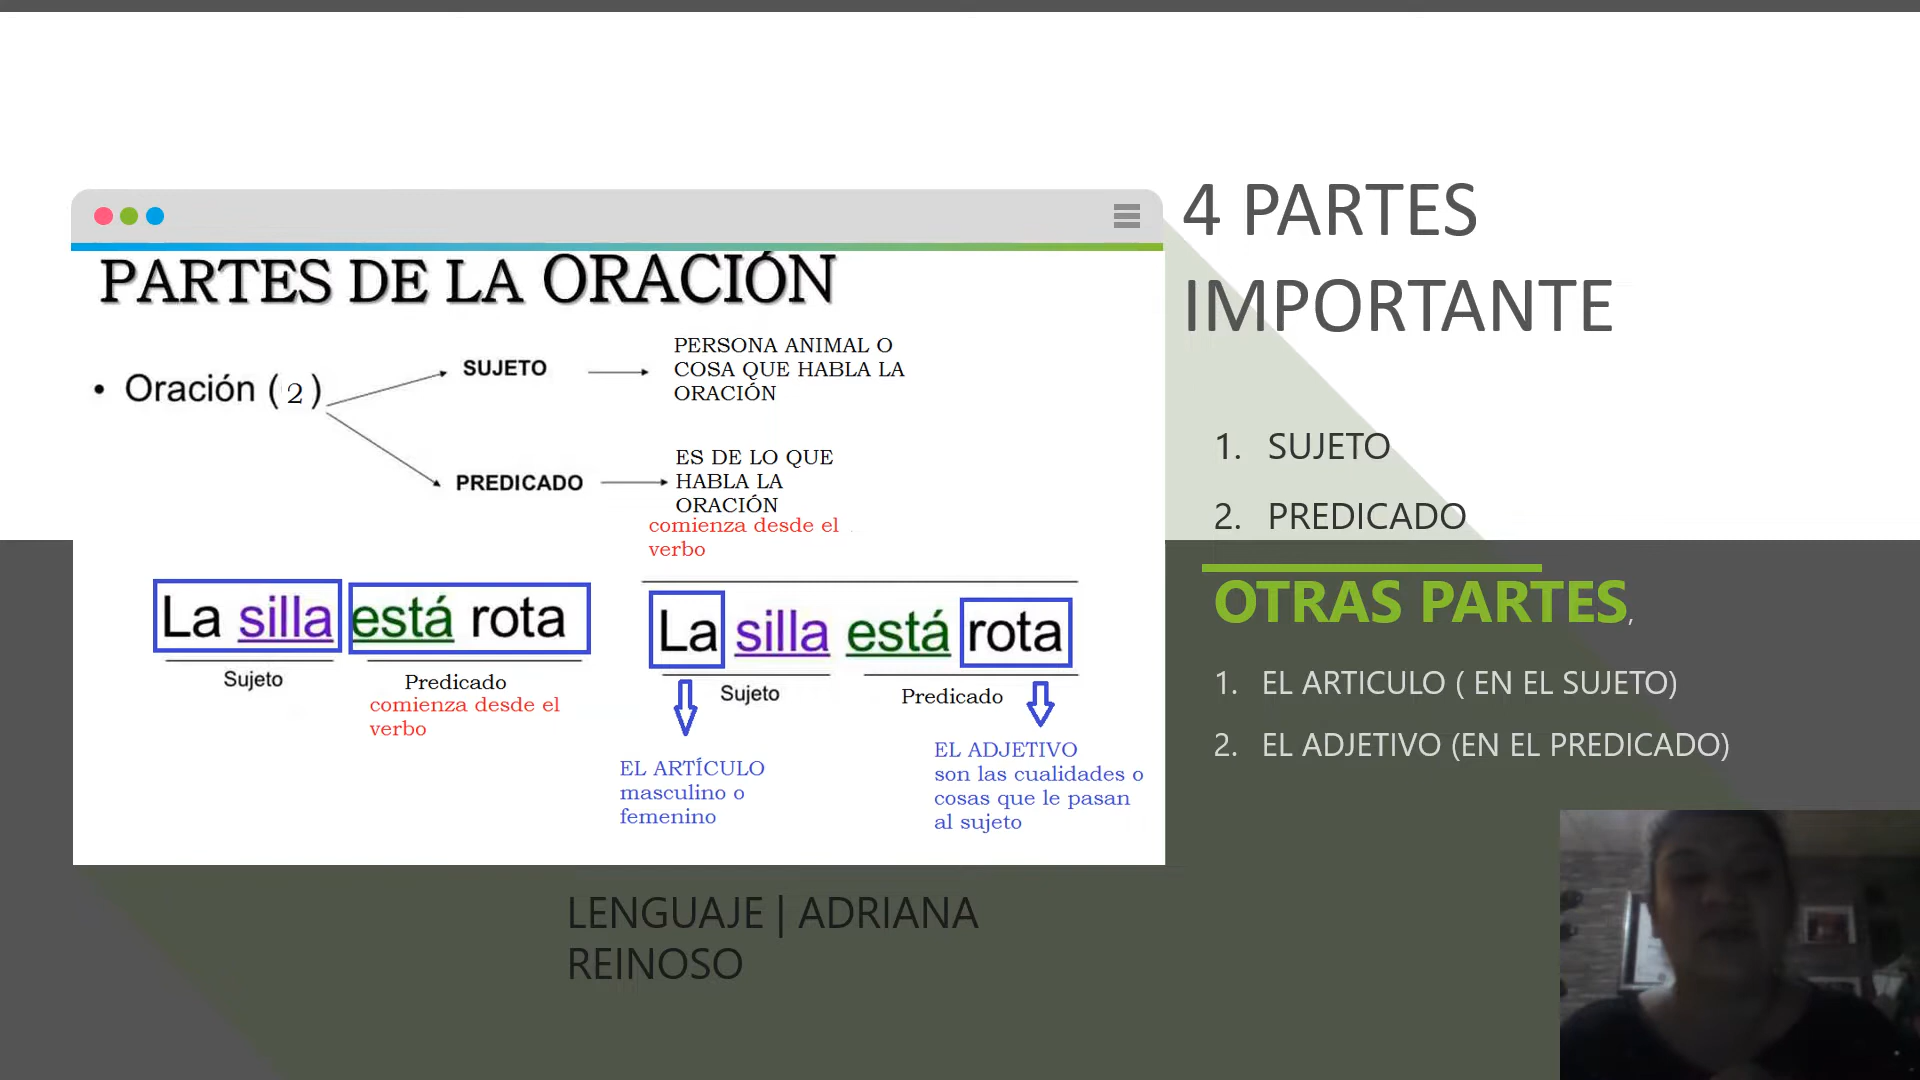 PARTES DE LA ORACIÓN
• Oración (2)
SUJETO
PERSONA ANIMAL O
COSA QUE HABLA LA
ORACIÓN
PREDICADO
ES DE LO QUE
HABLA LA
ORACIÓN
comienza desde el
verbo
La silla está rota
Sujeto
Predicado
comienza desde el
verbo
La silla está rota
Sujeto
Predicado
EL ARTÍCULO
masculino o
femenino
EL ADJETIVO
son las cualidades o
cosas que le pasan
al sujeto
4 PARTES
IMPORTANTE
1. SUJETO
2. PREDICADO
OTRAS PARTES,
1. EL ARTICULO ( EN EL SUJETO)
2. EL ADJETIVO (EN EL PREDICADO)
LENGUAJE | ADRIANA
REINOSO